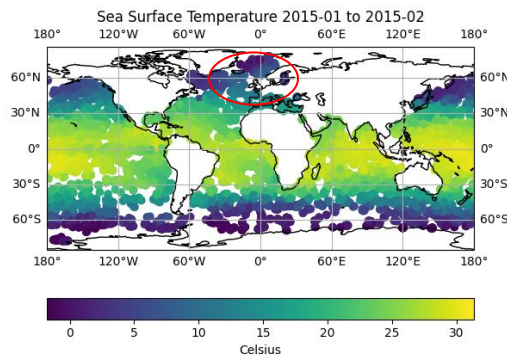 Sea Surface Temperature 2015-01 to 2015-02
180° 120°W 60°W 0° 60°E 120°E 180°
60°N 60°N
30°N 30°N
0° 0°
30°S 30°S
60°S 60°S
180° 120°W 60°W 0° 60°E 120°E 180°
0 5 10 15 20 25 30
Celsius